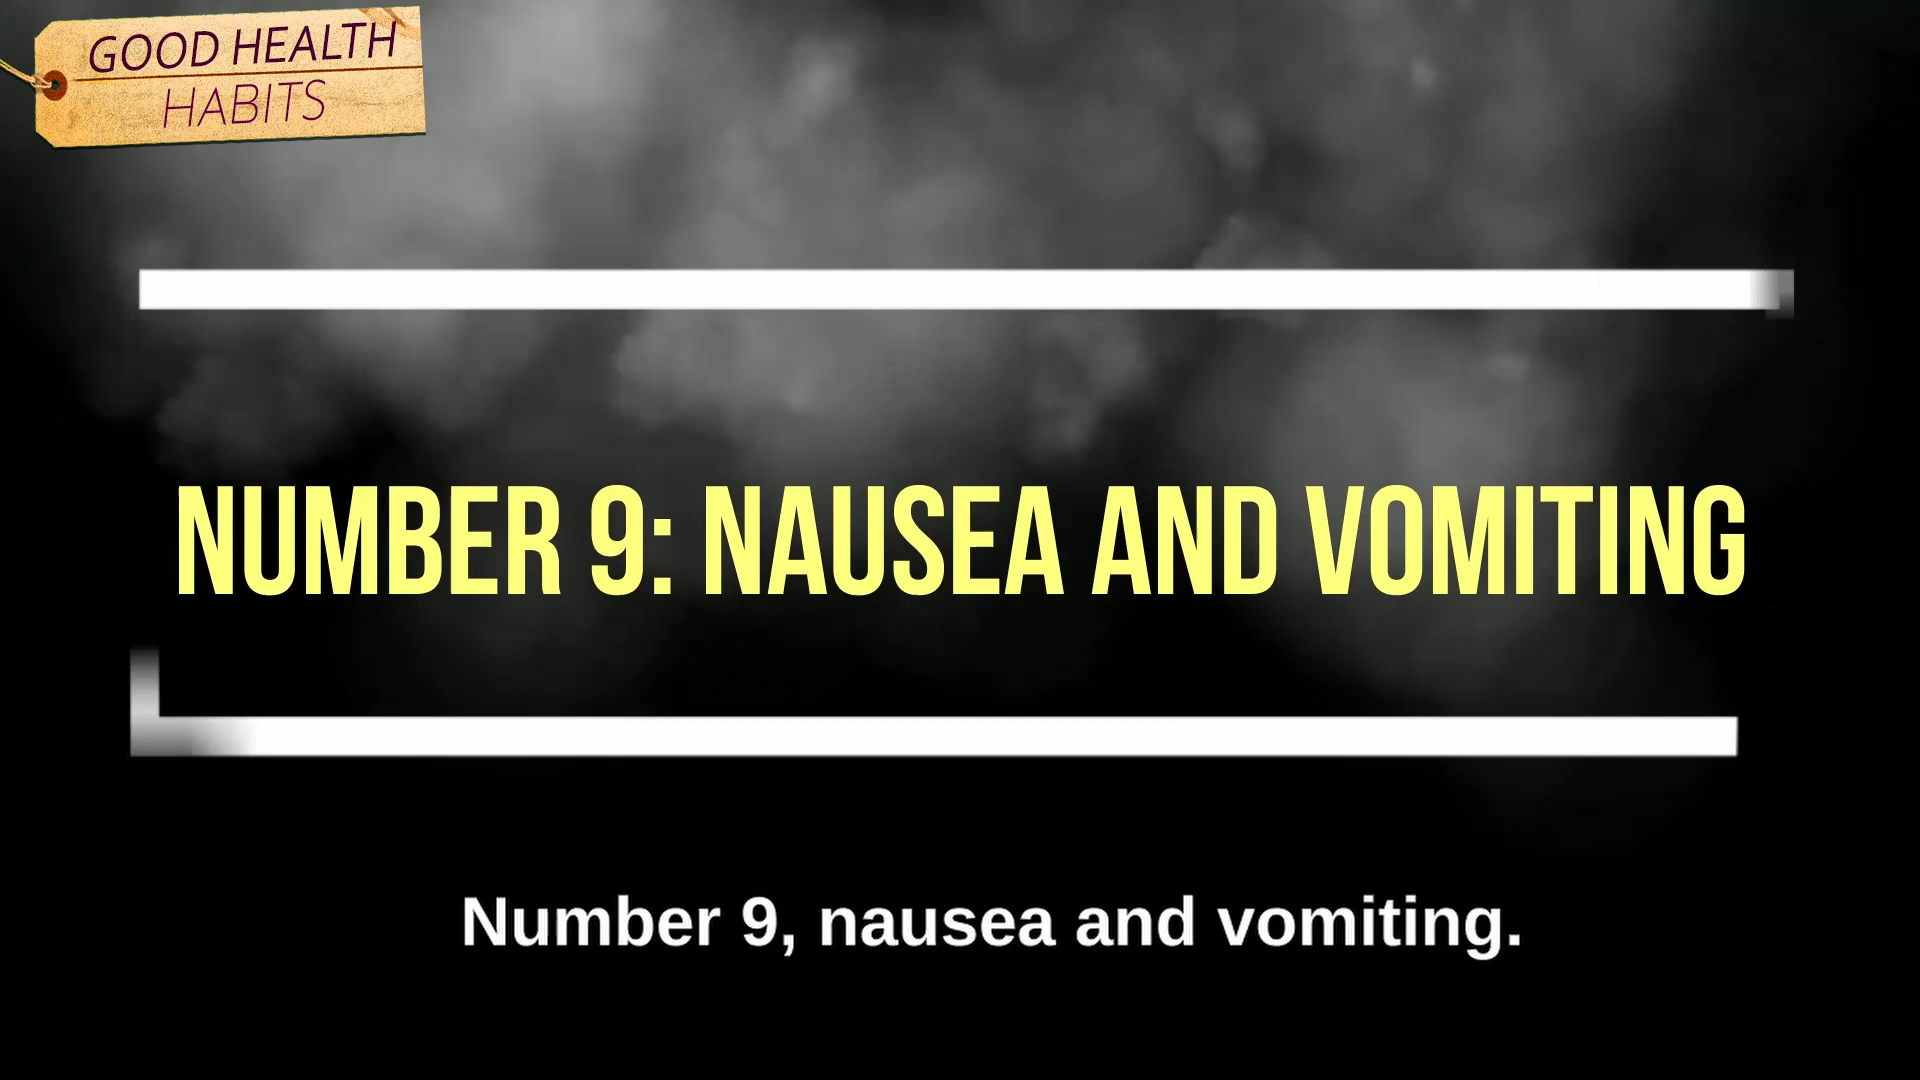 GOOD HEALTH
HABITS
NUMBER 9: NAUSEA AND VOMITING
Number 9, nausea and vomiting.